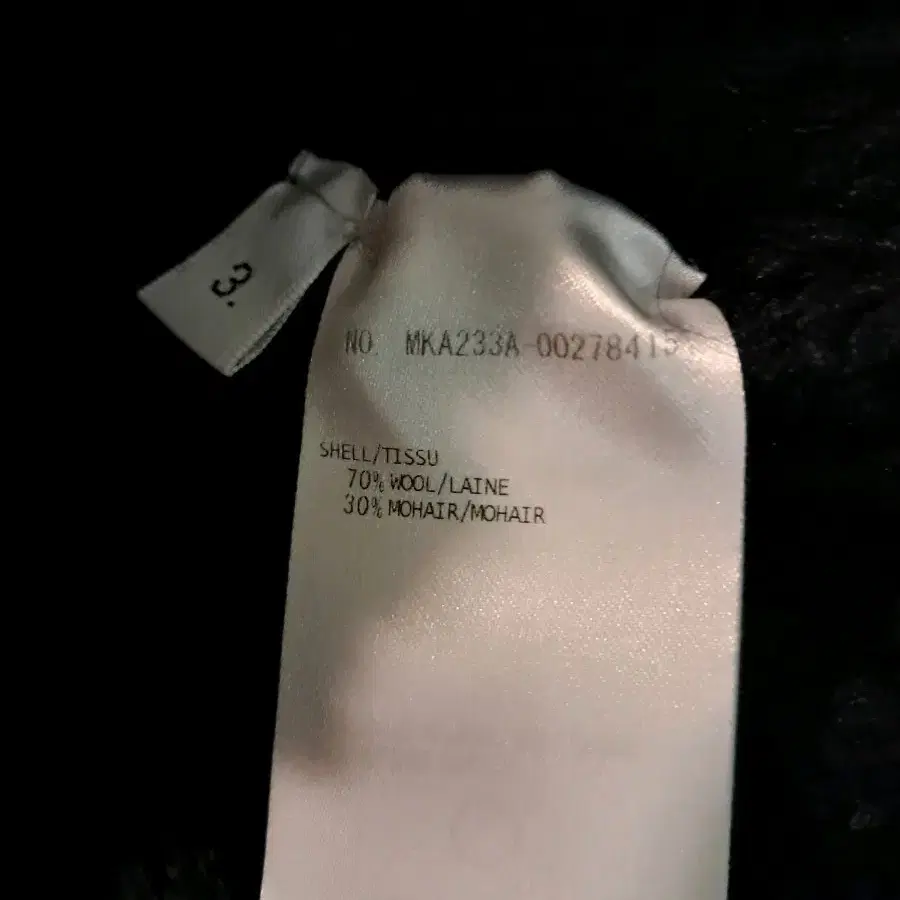 3.
NO. MKA233A-00278415
SHELL/TISSU
70% WOOL/LAINE
30% MOHAIR/MOHAIR